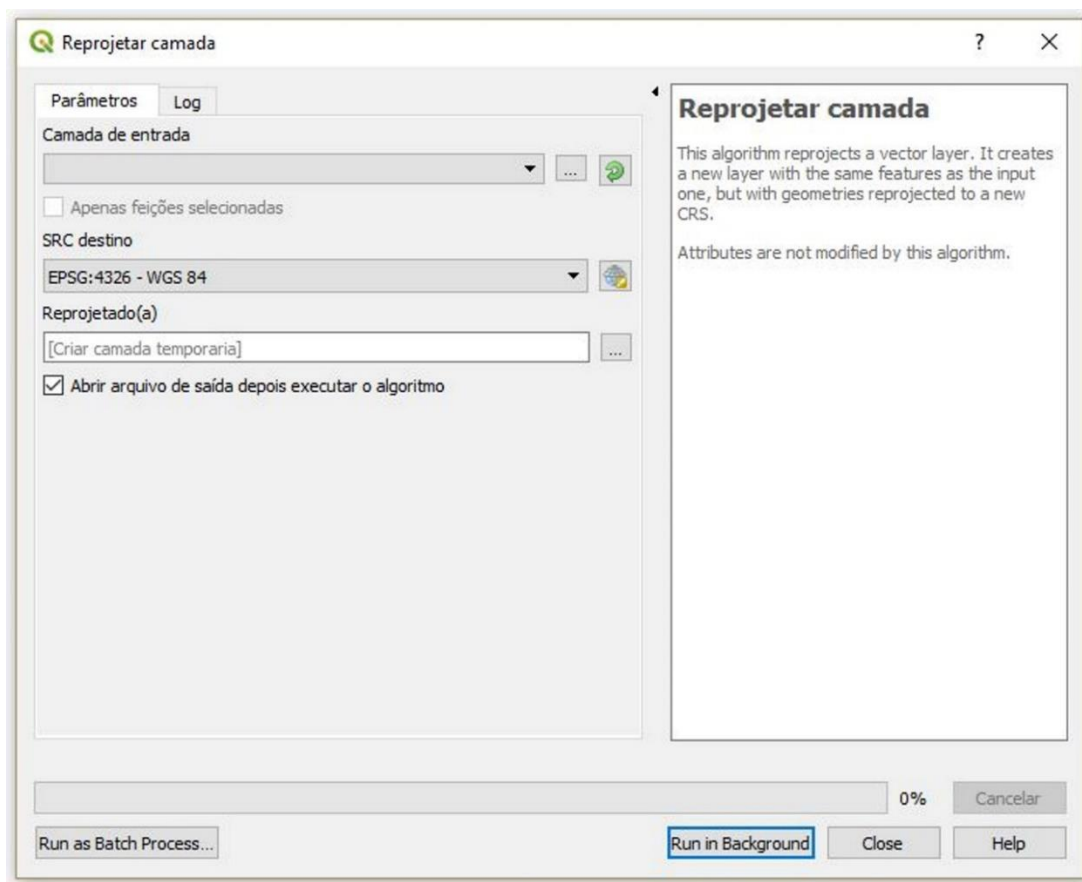 Reprojetar camada
?
Parâmetros
Log
Camada de entrada
...
Apenas feições selecionadas
SRC destino
EPSG:4326 - WGS 84
Reprojetado(a)
[Criar camada temporaria]
...
Abrir arquivo de saída depois executar o algoritmo
Reprojetar camada
This algorithm reprojects a vector layer. It creates
a new layer with the same features as the input
one, but with geometries reprojected to a new
CRS.
Attributes are not modified by this algorithm.
0%
Cancelar
Run as Batch Process...
Run in Background
Close
Help